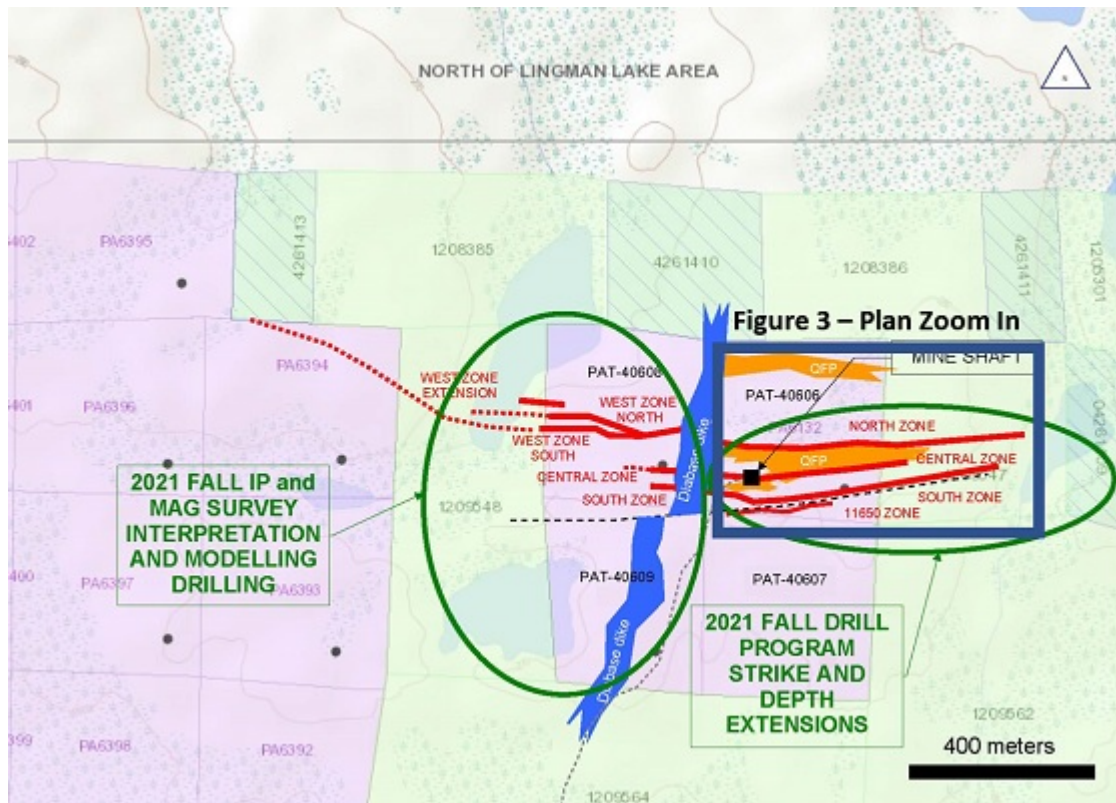 NORTH OF LINGMAN LAKE AREA
PA6395
4261413
1208385
4261410
1208386
4261411
1205301
Figure 3 – Plan Zoom In
MINE SHAFT
PA6394
WEST ZONE
EXTENSION
PAT-40608
QFP
PAT-40606
PA6396
WEST ZONE
NORTH
NORTH ZONE
WEST ZONE
SOUTH
QFP
CENTRAL ZONE
CENTRAL ZONE
SOUTH ZONE
SOUTH ZONE
11650 ZONE
Diabase dike
2021 FALL IP and
MAG SURVEY
INTERPRETATION
AND MODELLING
DRILLING
1209548
PA6397
PA6393
PAT-40609
PAT-40607
Diabase dike
2021 FALL DRILL
PROGRAM
STRIKE AND
DEPTH
EXTENSIONS
1209562
PA6398
PA6392
400 meters
1209564